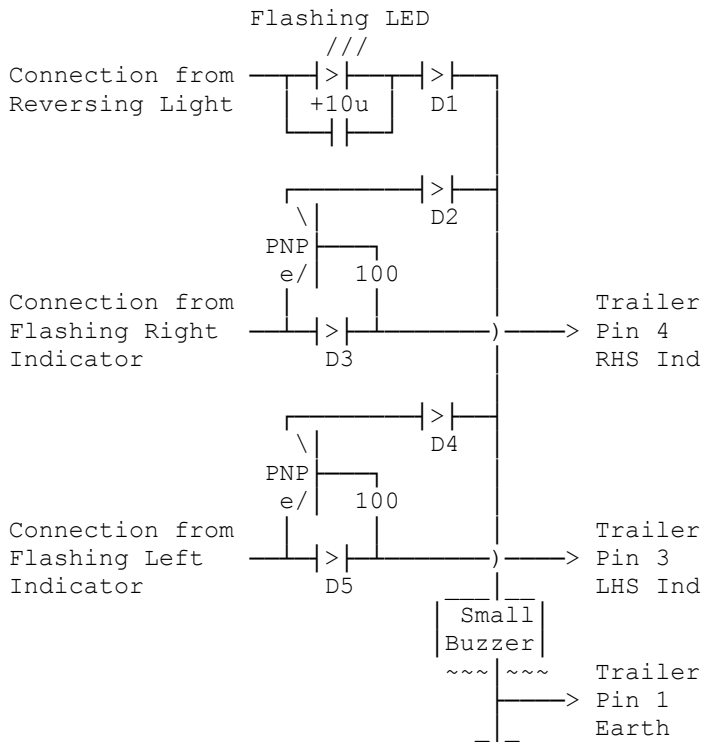 Flashing LED
///
Connection from
Reversing Light
+10u
D1
D2
PNP
e/
100
Connection from
Flashing Right
Indicator
D3
Trailer
Pin 4
RHS Ind
D4
PNP
e/
100
Connection from
Flashing Left
Indicator
D5
Trailer
Pin 3
LHS Ind
Small
Buzzer
Trailer
Pin 1
Earth